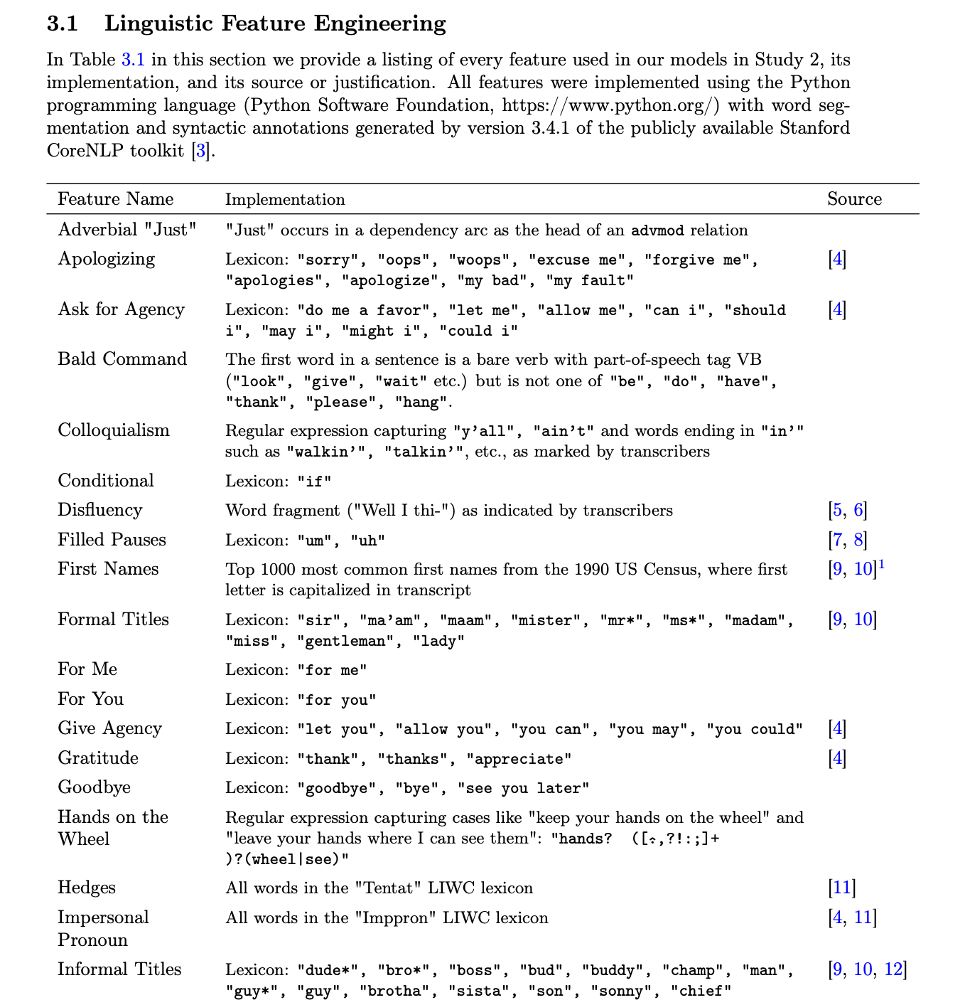 3.1 Linguistic Feature Engineering
In Table 3.1 in this section we provide a listing of every feature used in our models in Study 2, its
implementation, and its source or justification. All features were implemented using the Python
programming language (Python Software Foundation, https://www.python.org/) with word seg-
mentation and syntactic annotations generated by version 3.4.1 of the publicly available Stanford
CoreNLP toolkit [3].
Feature Name Implementation Source
Adverbial "Just" "Just" occurs in a dependency arc as the head of an advmod relation
Apologizing Lexicon: "sorry", "oops", "woops", "excuse me", "forgive me", [4]
"apologies", "apologize", "my bad", "my fault"
Ask for Agency Lexicon: "do me a favor", "let me", "allow me", "can i", "should [4]
i", "may i", "might i", "could i"
Bald Command The first word in a sentence is a bare verb with part-of-speech tag VB
("look", "give", "wait" etc.) but is not one of "be", "do", "have",
"thank", "please", "hang".
Colloquialism Regular expression capturing "y’all", "ain’t" and words ending in "in’"
such as "walkin’", "talkin’", etc., as marked by transcribers
Conditional Lexicon: "if"
Disfluency Word fragment ("Well I thi-") as indicated by transcribers [5, 6]
Filled Pauses Lexicon: "um", "uh" [7, 8]
First Names Top 1000 most common first names from the 1990 US Census, where first [9, 10]1
letter is capitalized in transcript
Formal Titles Lexicon: "sir", "ma’am", "maam", "mister", "mr*", "ms*", "madam", [9, 10]
"miss", "gentleman", "lady"
For Me Lexicon: "for me"
For You Lexicon: "for you"
Give Agency Lexicon: "let you", "allow you", "you can", "you may", "you could" [4]
Gratitude Lexicon: "thank", "thanks", "appreciate" [4]
Goodbye Lexicon: "goodbye", "bye", "see you later"
Hands on the Regular expression capturing cases like "keep your hands on the wheel" and
Wheel "leave your hands where I can see them": "hands? ([.,?!:;]+
)?(wheel|see)"
Hedges All words in the "Tentat" LIWC lexicon [11]
Impersonal All words in the "Imppron" LIWC lexicon [4, 11]
Pronoun
Informal Titles Lexicon: "dude*", "bro*", "boss", "bud", "buddy", "champ", "man", [9, 10, 12]
"guy*", "guy", "brotha", "sista", "son", "sonny", "chief"